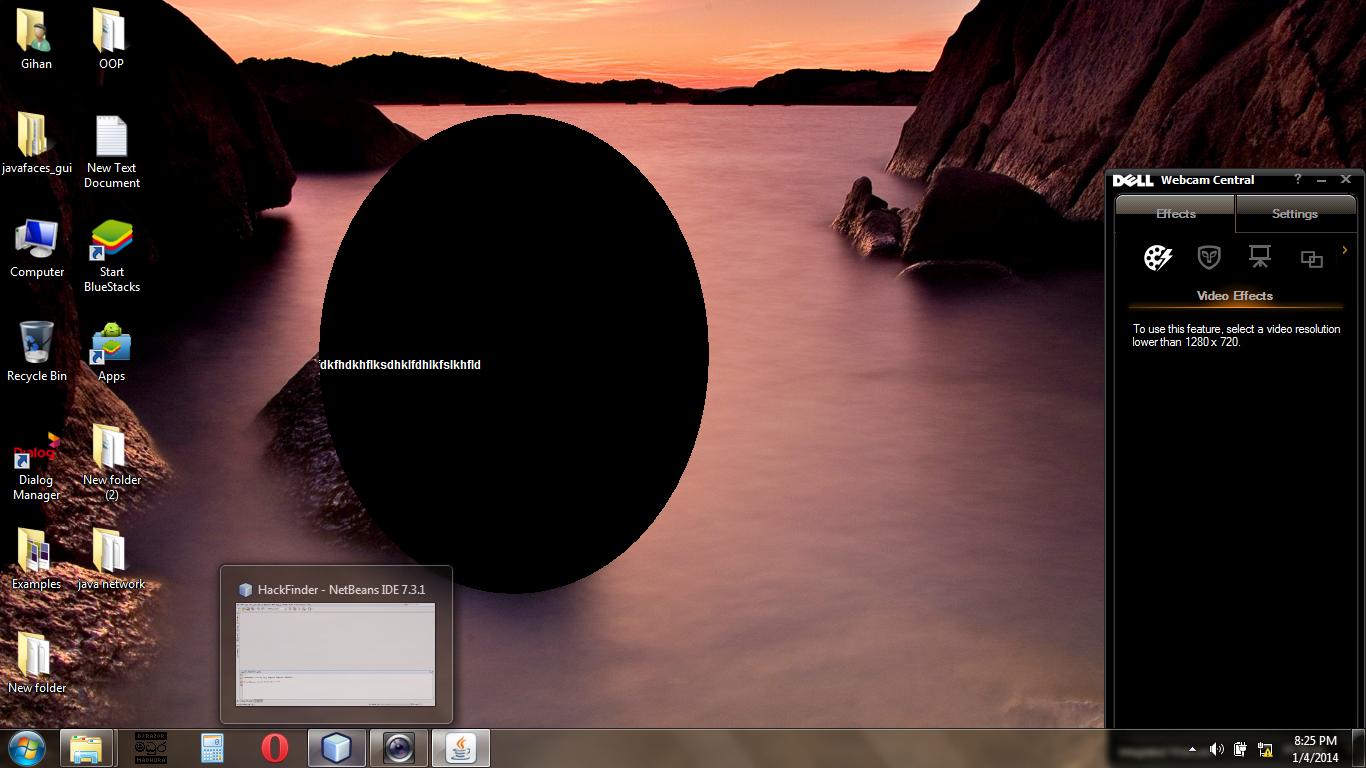 Gihan
OOP
javafaces_gui
New Text
Document
Computer
Start
BlueStacks
Recycle Bin
Apps
Dialog
Dialog
Manager
New folder
(2)
Examples
java network
New folder
dkfhdkhflksdhklfdhlkfslkhfld
HackFinder - NetBeans IDE 7.3.1
DELL Webcam Central
?
Effects
Settings
Video Effects
To use this feature, select a video resolution
lower than 1280 x 720.
මධුර
MADHURA
8:25 PM
1/4/2014